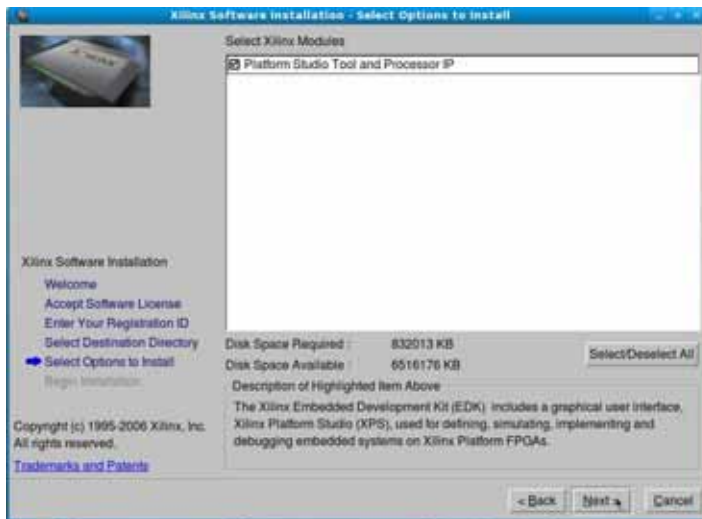 Xilinx Software Installation - Select Options to Install
Select Xilinx Modules
Platform Studio Tool and Processor IP
XILINX
Xilinx Software Installation
Welcome
Accept Software License
Enter Your Registration ID
Select Destination Directory
Select Options to Install
Begin Installation
Copyright (c) 1995-2006 Xilinx, Inc.
All rights reserved.
Trademarks and Patents
Disk Space Required : 832013 KB
Disk Space Available : 6516176 KB
Select/Deselect All
Description of Highlighted Item Above
The Xilinx Embedded Development Kit (EDK) includes a graphical user interface,
Xilinx Platform Studio (XPS), used for defining, simulating, implementing and
debugging embedded systems on Xilinx Platform FPGAs.
< Back
Next >
Cancel